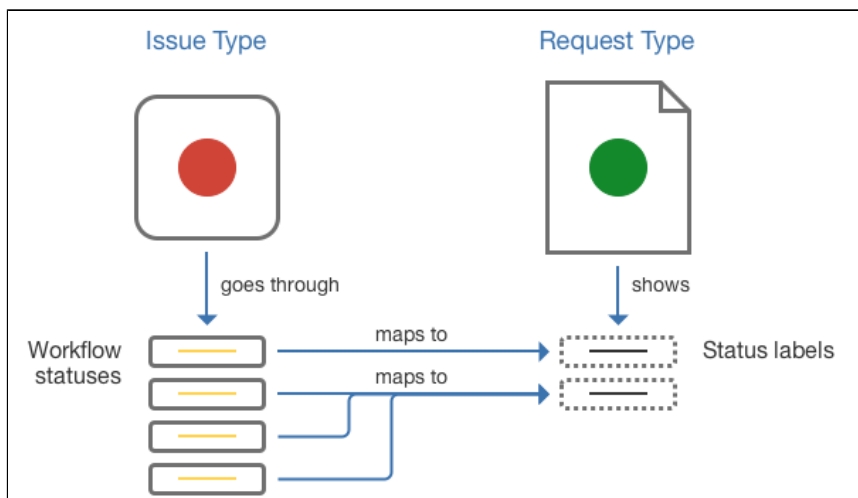 Issue Type
Request Type
goes through
shows
Workflow
statuses
maps to
Status labels
maps to